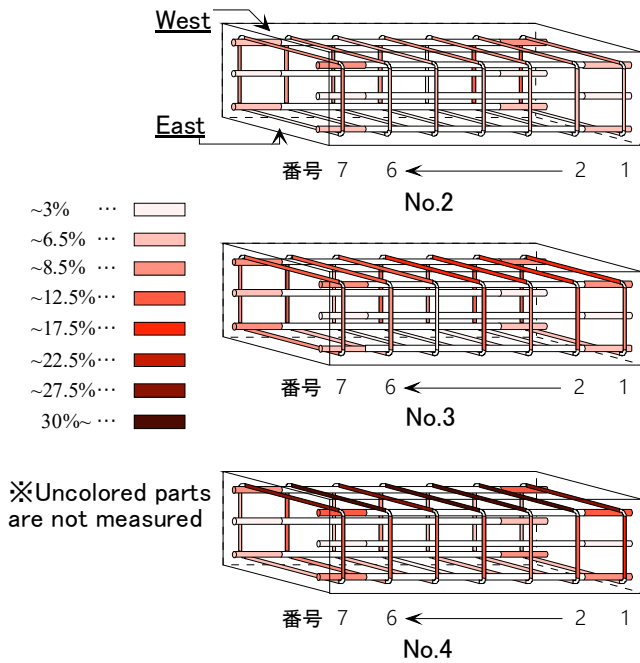 West
East
番号 7 6 2 1
No.2
~3% …
~6.5% …
~8.5% …
~12.5%…
~17.5%…
~22.5%…
~27.5%…
30%~ …
番号 7 6 2 1
No.3
※Uncolored parts
are not measured
番号 7 6 2 1
No.4